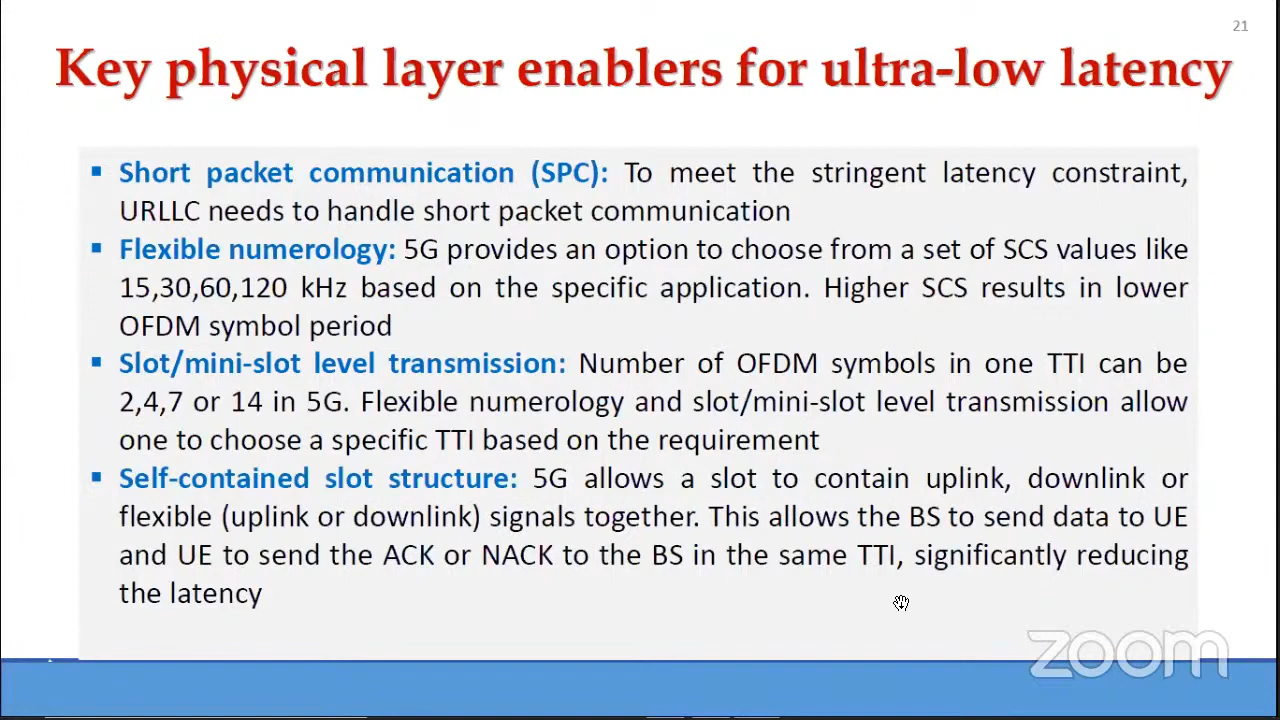 21
Key physical layer enablers for ultra-low latency
▪ Short packet communication (SPC): To meet the stringent latency constraint,
URLLC needs to handle short packet communication
▪ Flexible numerology: 5G provides an option to choose from a set of SCS values like
15,30,60,120 kHz based on the specific application. Higher SCS results in lower
OFDM symbol period
▪ Slot/mini-slot level transmission: Number of OFDM symbols in one TTI can be
2,4,7 or 14 in 5G. Flexible numerology and slot/mini-slot level transmission allow
one to choose a specific TTI based on the requirement
▪ Self-contained slot structure: 5G allows a slot to contain uplink, downlink or
flexible (uplink or downlink) signals together. This allows the BS to send data to UE
and UE to send the ACK or NACK to the BS in the same TTI, significantly reducing
the latency
zoom